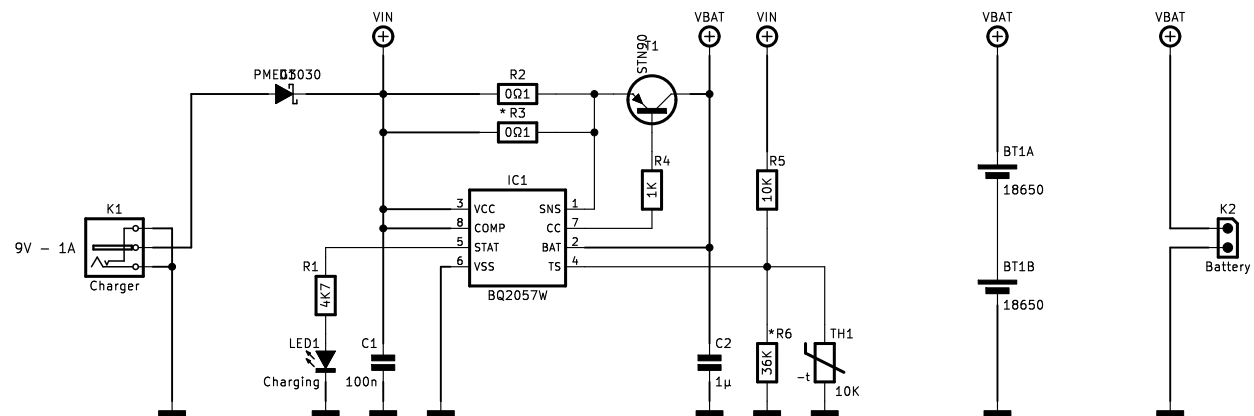 VIN
VBAT
VIN
VBAT
VBAT
STN90
T1
R2
0Ω1
* R3
0Ω1
R4
1K
R5
10K
BT1A
18650
BT1B
18650
K1
9V – 1A
Charger
IC1
3 VCC
8 COMP
5 STAT
6 VSS
SNS 1
CC 7
BAT 2
TS 4
BQ2057W
R1
4K7
LED1
Charging
C1
100n
C2
1µ
*R6
36K
TH1
-t
10K
K2
Battery